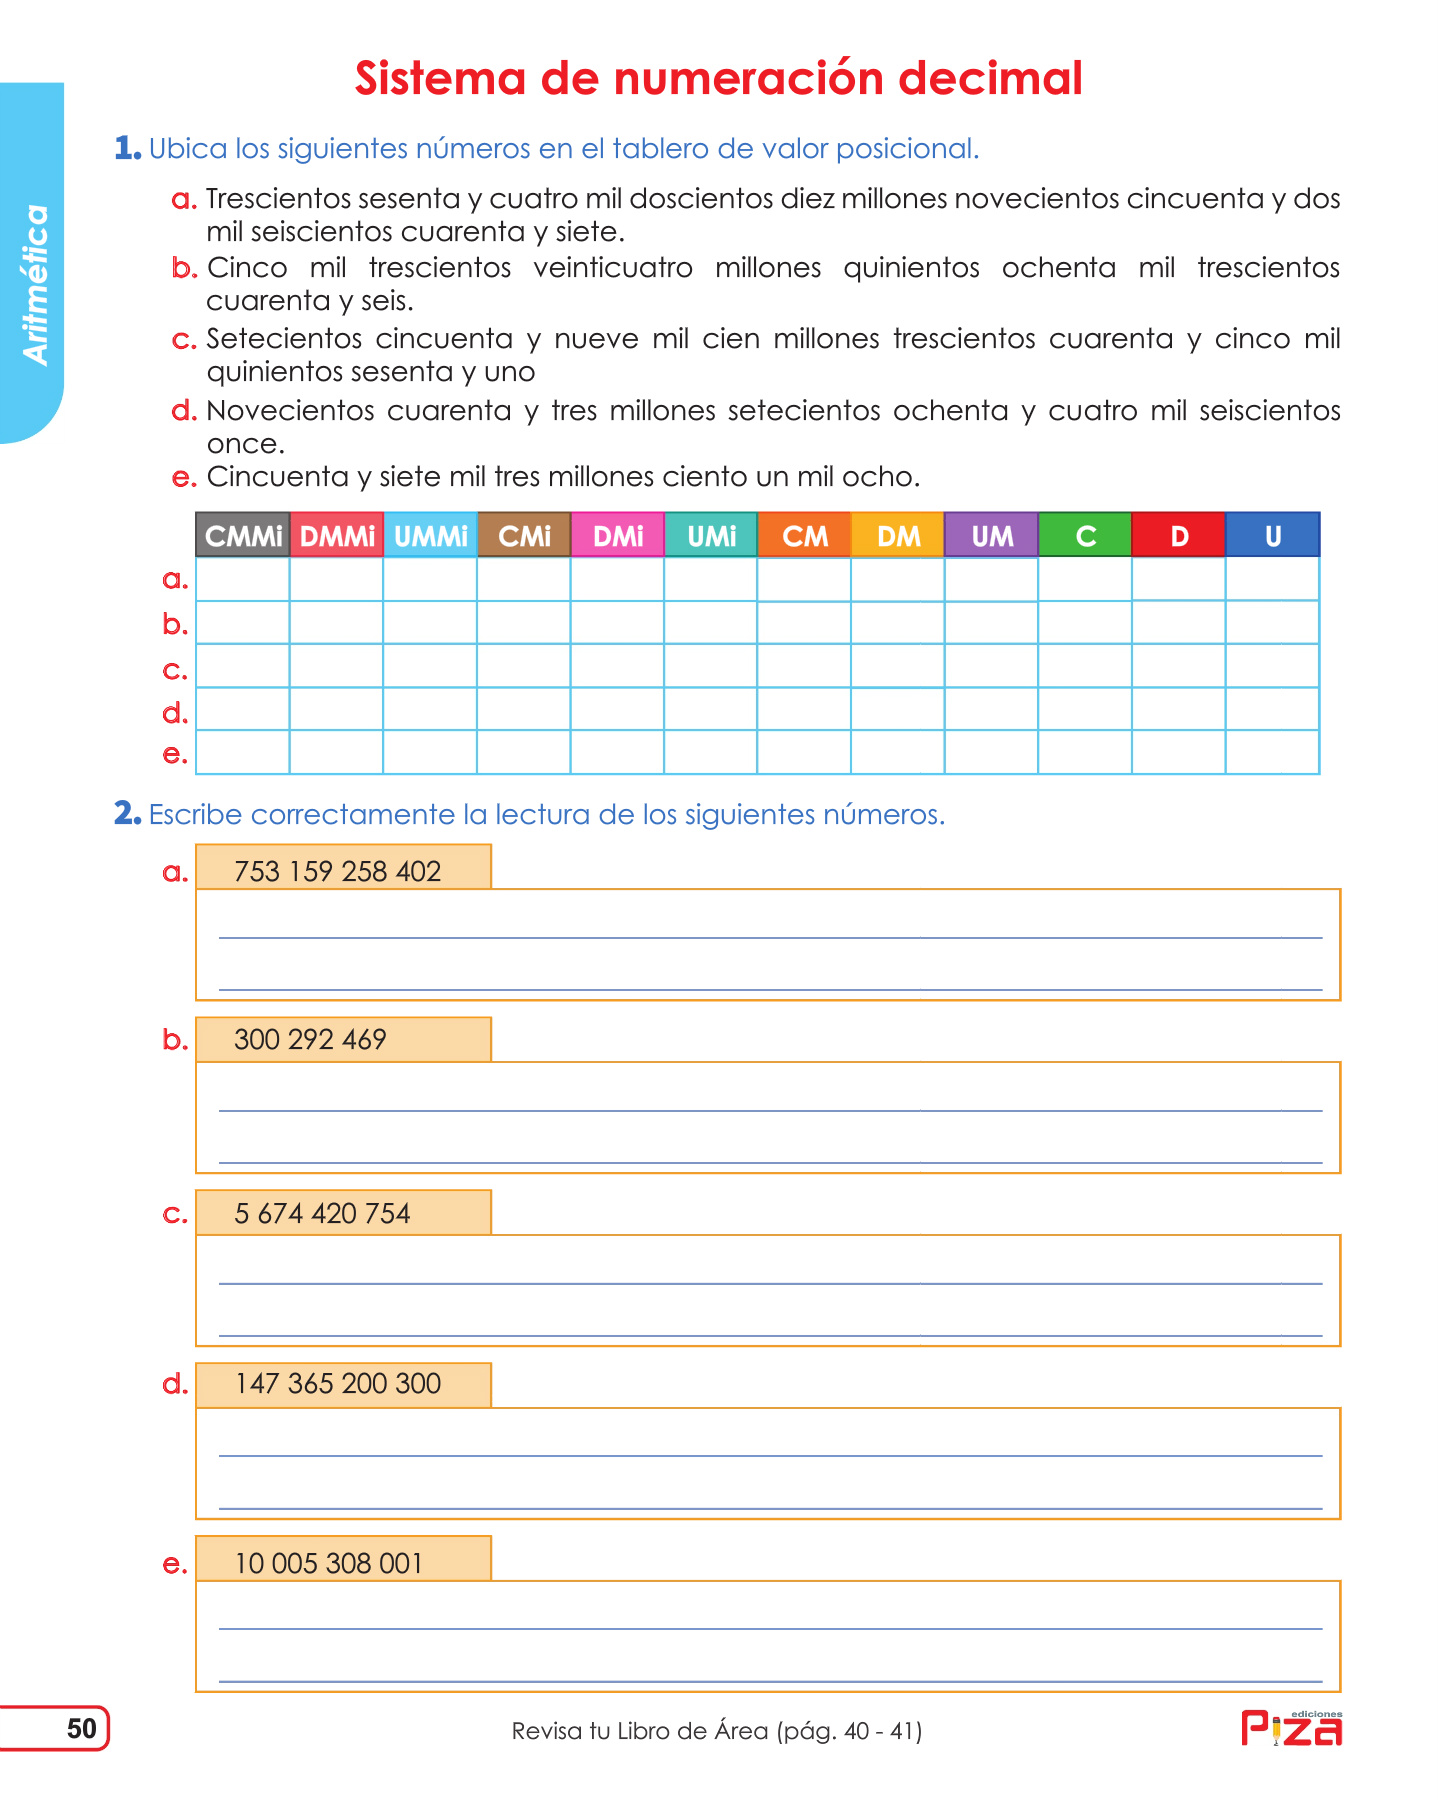 Sistema de numeración decimal
Aritmética
1. Ubica los siguientes números en el tablero de valor posicional.
a. Trescientos sesenta y cuatro mil doscientos diez millones novecientos cincuenta y dos
mil seiscientos cuarenta y siete.
b. Cinco mil trescientos veinticuatro millones quinientos ochenta mil trescientos
cuarenta y seis.
c. Setecientos cincuenta y nueve mil cien millones trescientos cuarenta y cinco mil
quinientos sesenta y uno
d. Novecientos cuarenta y tres millones setecientos ochenta y cuatro mil seiscientos
once.
e. Cincuenta y siete mil tres millones ciento un mil ocho.
CMMi DMMi UMMi CMi DMi UMi CM DM UM C D U
a.
b.
c.
d.
e.
2. Escribe correctamente la lectura de los siguientes números.
a. 753 159 258 402
b. 300 292 469
c. 5 674 420 754
d. 147 365 200 300
e. 10 005 308 001
50
Revisa tu Libro de Área (pág. 40 - 41)
ediciones
Piza